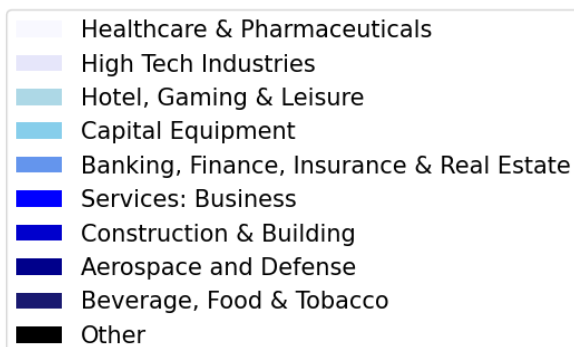 Healthcare & Pharmaceuticals
High Tech Industries
Hotel, Gaming & Leisure
Capital Equipment
Banking, Finance, Insurance & Real Estate
Services: Business
Construction & Building
Aerospace and Defense
Beverage, Food & Tobacco
Other